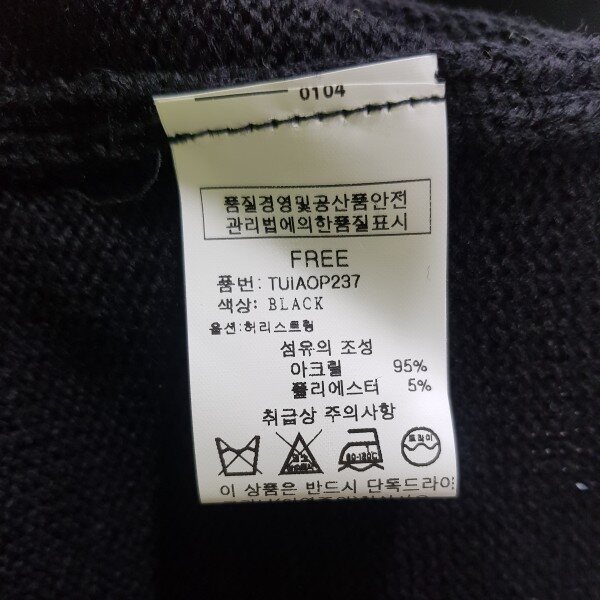 0104
품질경영및공산품안전
관리법에의한품질표시
FREE
품번: TUIAOP237
색상: BLACK
옵션:허리스트링
섬유의 조성
아크릴 95%
폴리에스터 5%
취급상 주의사항
드라이
이 상품은 반드시 단독드라이